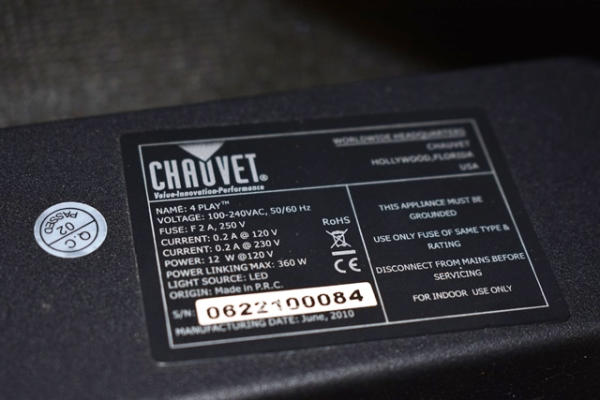 CHAUVET®
Value-Innovation-Performance
WORLDWIDE HEADQUARTERS
CHAUVET
HOLLYWOOD, FLORIDA
USA
NAME: 4 PLAY™
VOLTAGE: 100-240VAC, 50/60 Hz
FUSE: F 2 A, 250 V
CURRENT: 0.2 A @ 120 V
CURRENT: 0.2 A @ 230 V
POWER: 12 W @120 V
POWER LINKING MAX: 360 W
LIGHT SOURCE: LED
ORIGIN: Made in P.R.C.
S/N: 0622100084
MANUFACTURING DATE: June, 2010
RoHS
CE
THIS APPLIANCE MUST BE
GROUNDED
USE ONLY FUSE OF SAME TYPE &
RATING
DISCONNECT FROM MAINS BEFORE
SERVICING
FOR INDOOR USE ONLY
Q.C
02
PASSED